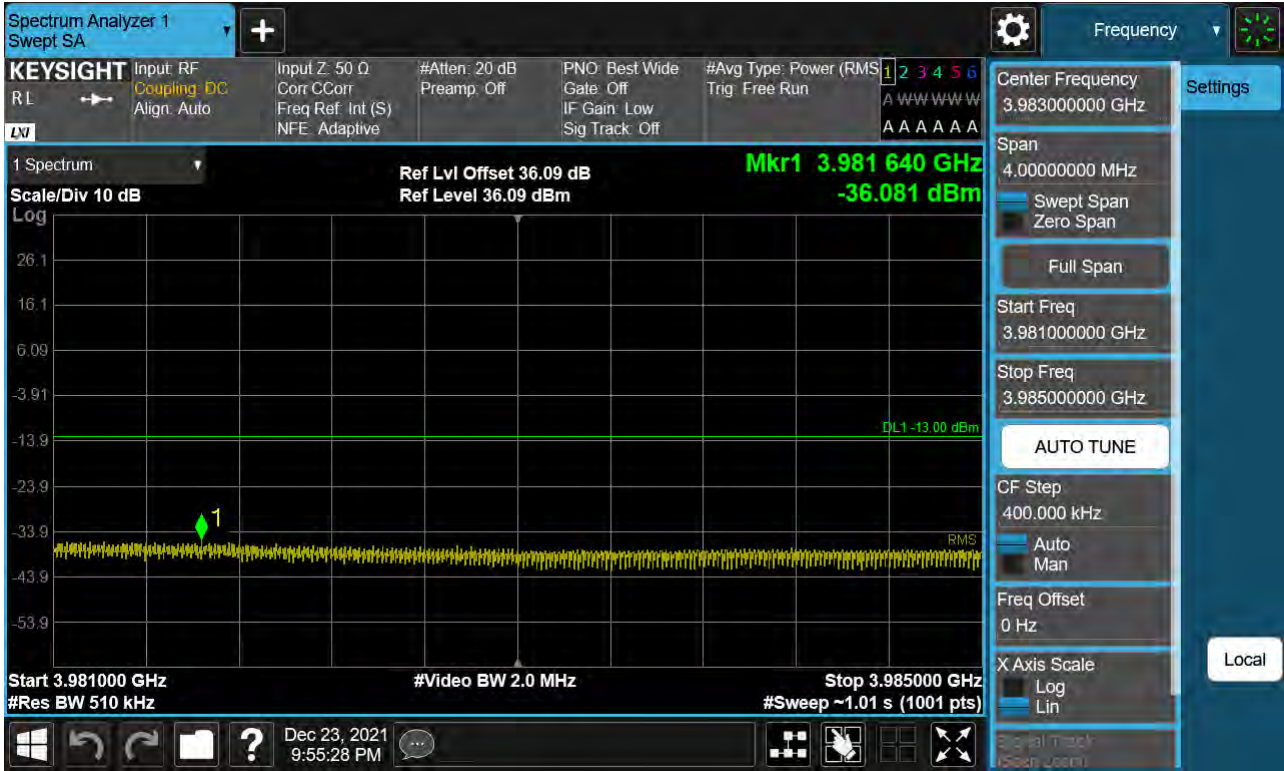 Spectrum Analyzer 1
Swept SA
+
Frequency
KEYSIGHT
RL
LXI
Input: RF
Coupling: DC
Align: Auto
Input Z: 50 Ω
Corr CCorr
Freq Ref: Int (S)
NFE: Adaptive
#Atten: 20 dB
Preamp: Off
PNO: Best Wide
Gate: Off
IF Gain: Low
Sig Track: Off
#Avg Type: Power (RMS
Trig: Free Run
1 2 3 4 5 6
A W W W W W
A A A A A A
1 Spectrum
Scale/Div 10 dB
Log
Ref Lvl Offset 36.09 dB
Ref Level 36.09 dBm
Mkr1 3.981 640 GHz
-36.081 dBm
26.1
16.1
6.09
-3.91
-13.9
-23.9
-33.9
-43.9
-53.9
DL1 -13.00 dBm
1
RMS
Start 3.981000 GHz
#Res BW 510 kHz
#Video BW 2.0 MHz
Stop 3.985000 GHz
#Sweep ~1.01 s (1001 pts)
Center Frequency
3.983000000 GHz
Span
4.00000000 MHz
Swept Span
Zero Span
Full Span
Start Freq
3.981000000 GHz
Stop Freq
3.985000000 GHz
AUTO TUNE
CF Step
400.000 kHz
Auto
Man
Freq Offset
0 Hz
X Axis Scale
Log
Lin
Signal Track
(Span Zoom)
Settings
Local
?
Dec 23, 2021
9:55:28 PM